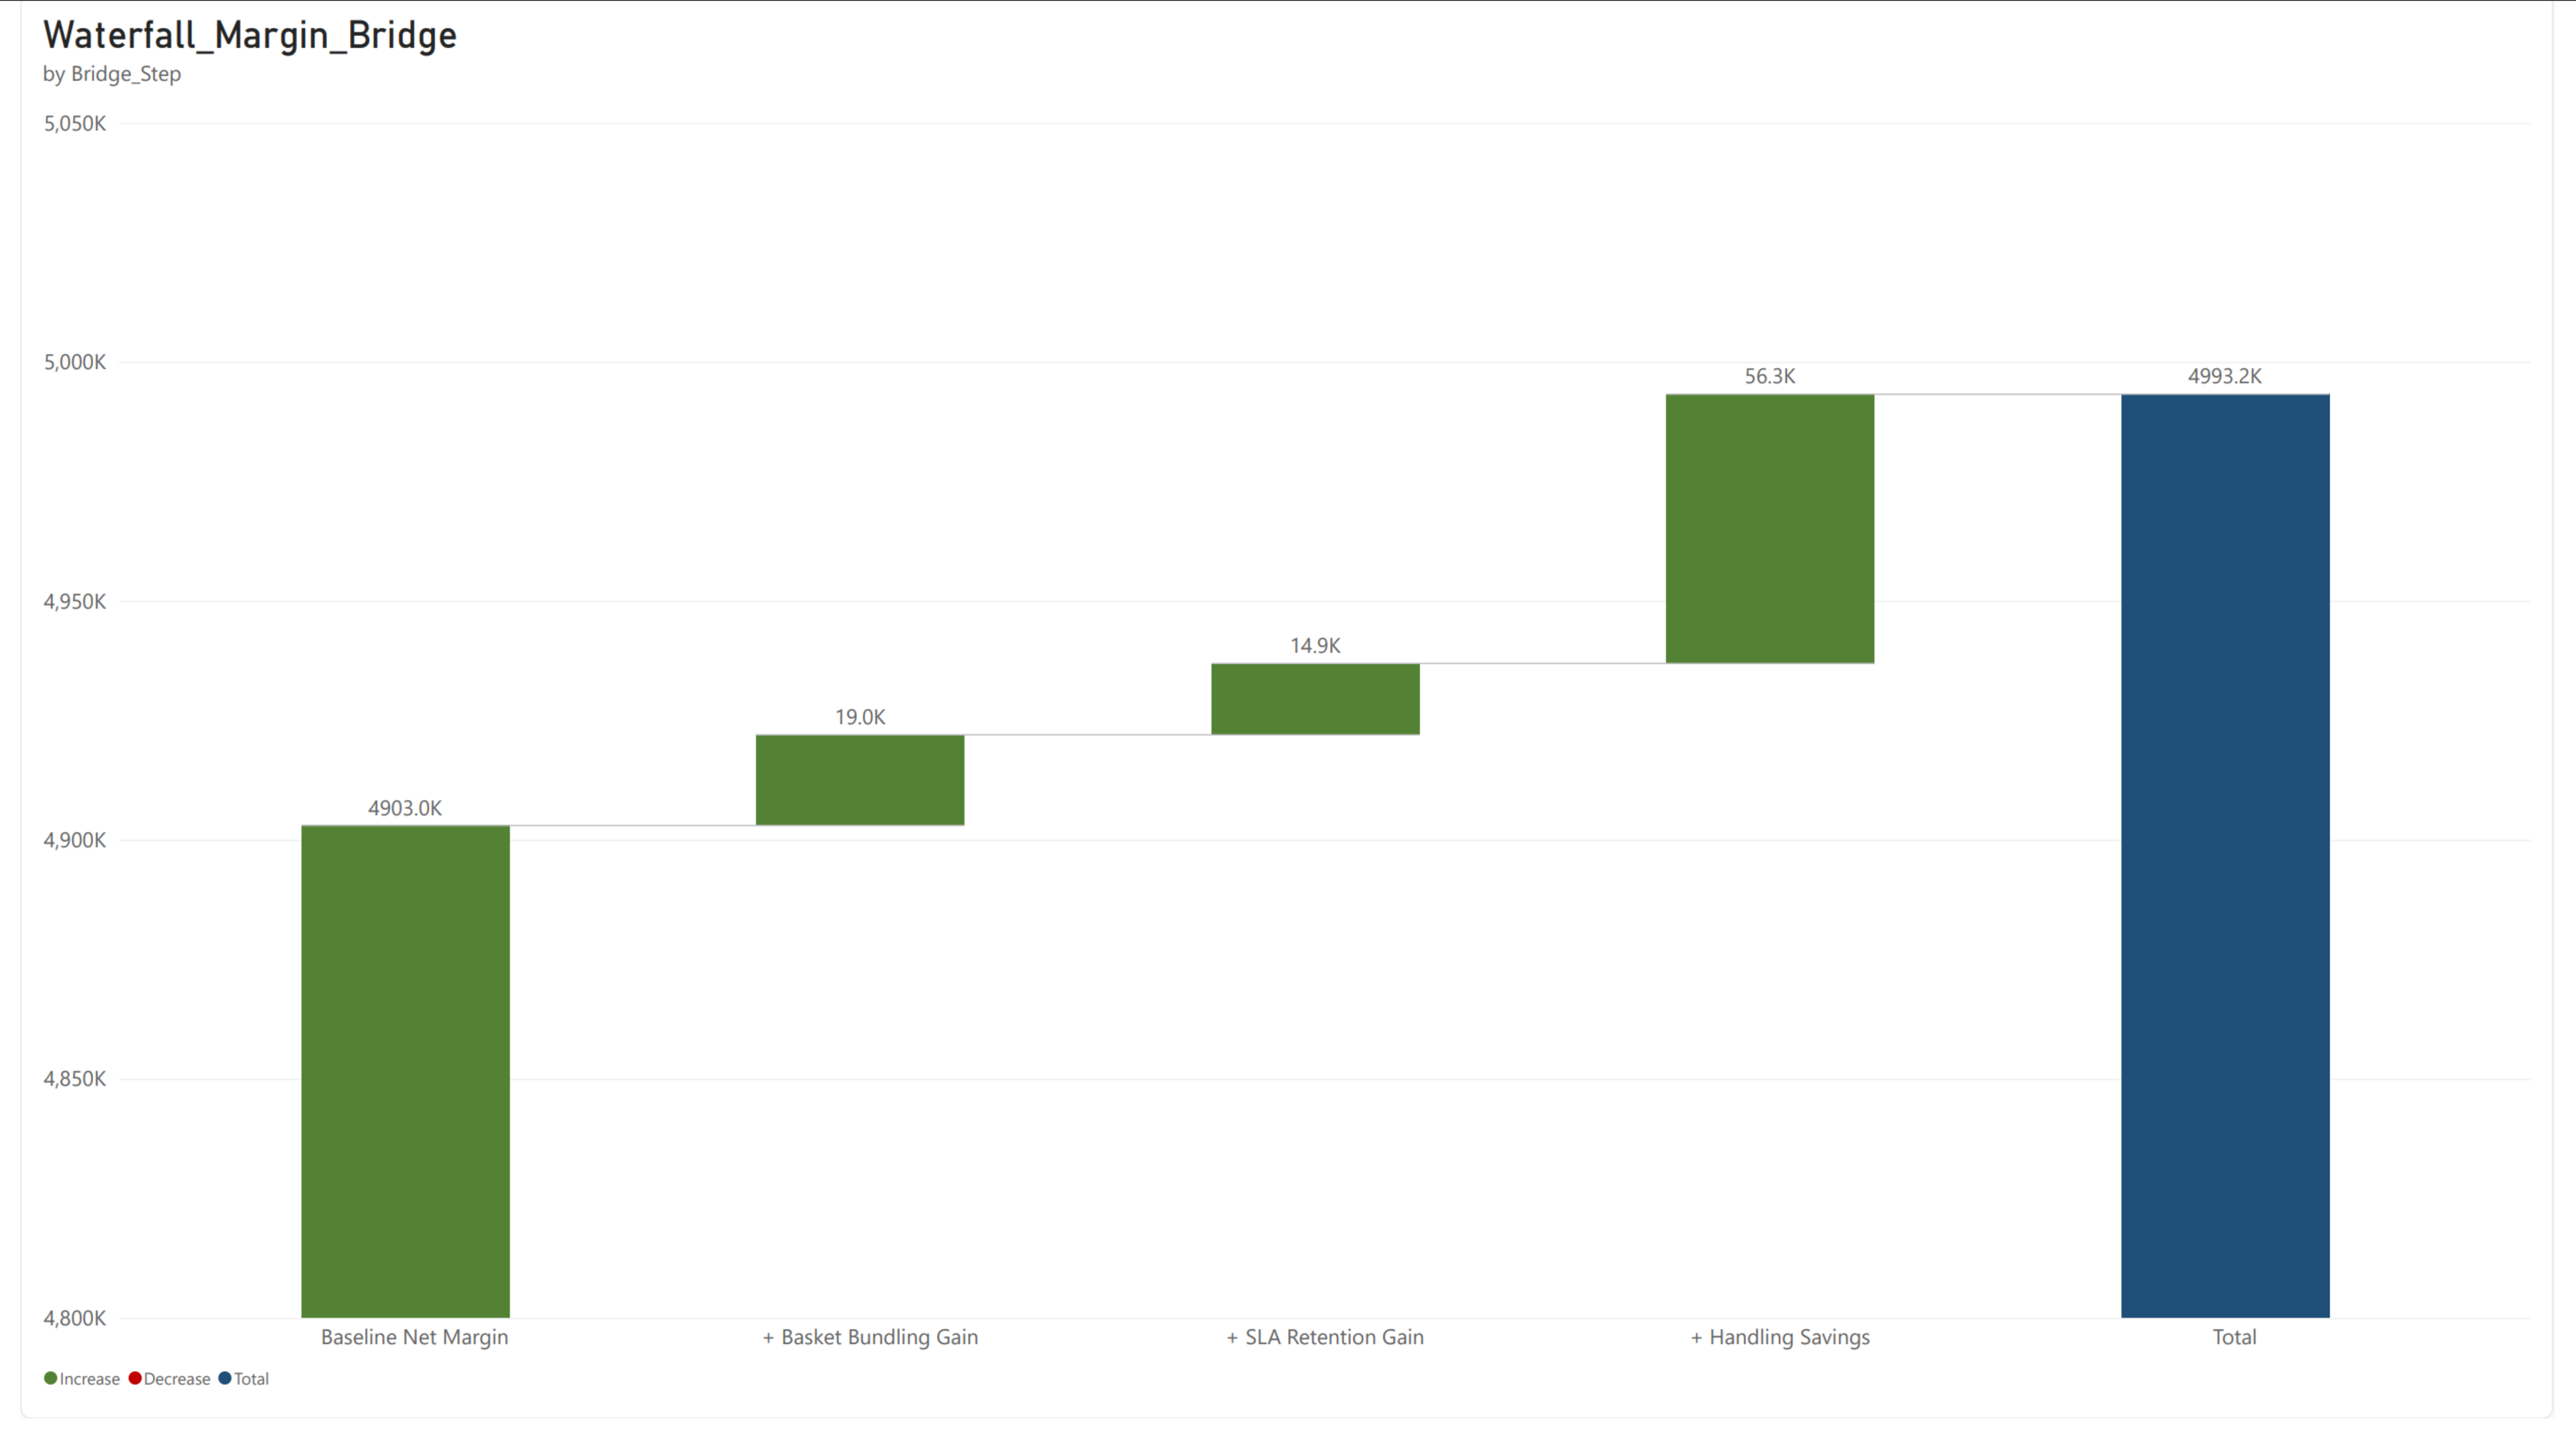 Waterfall_Margin_Bridge
by Bridge_Step
5,050K
5,000K
56.3K
4993.2K
4,950K
14.9K
19.0K
4903.0K
4,900K
4,850K
4,800K
Baseline Net Margin
+ Basket Bundling Gain
+ SLA Retention Gain
+ Handling Savings
Total
Increase Decrease Total